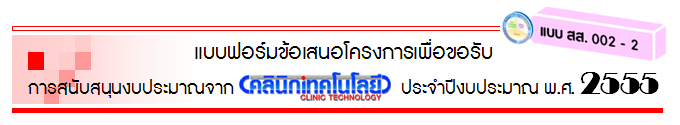 แบบ สส. 002 - 2
แบบฟอร์มข้อเสนอโครงการเพื่อขอรับ
การสนับสนุนงบประมาณจาก คลินิกเทคโนโลยี ประจำปีงบประมาณ พ.ศ. 2555
CLINIC TECHNOLOGY